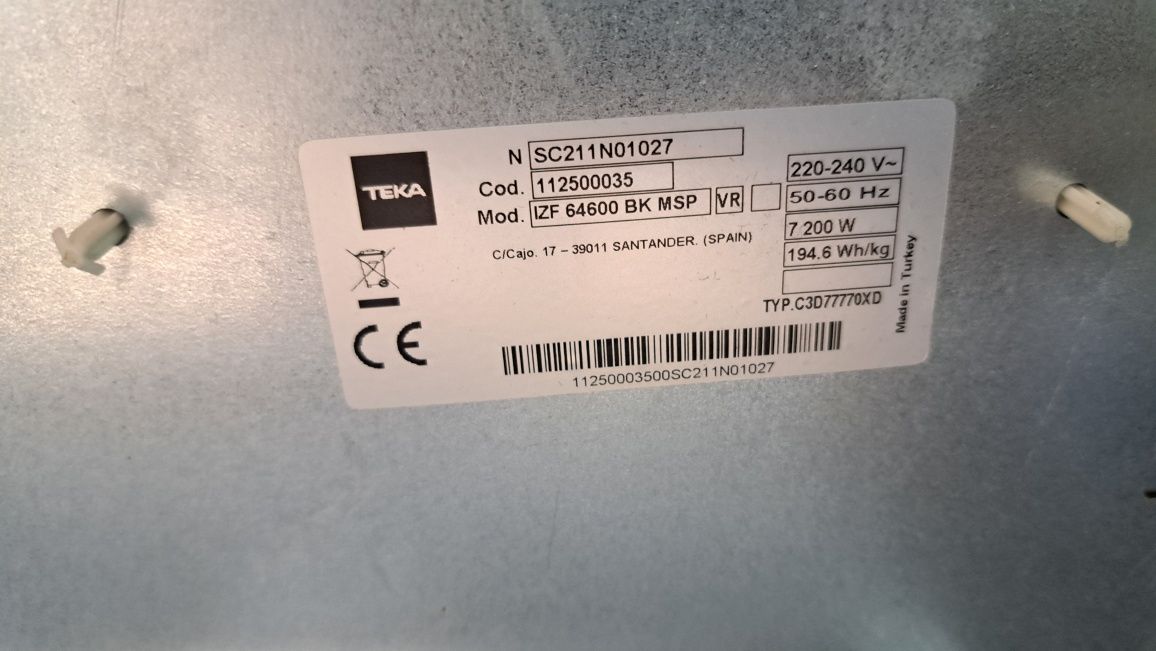 TEKA
N SC211N01027
Cod. 112500035
Mod. IZF 64600 BK MSP VR
C/Cajo. 17 – 39011 SANTANDER. (SPAIN)
220-240 V~
50-60 Hz
7 200 W
194.6 Wh/kg
TYP.C3D77770XD
Made in Turkey
CE
11250003500SC211N01027